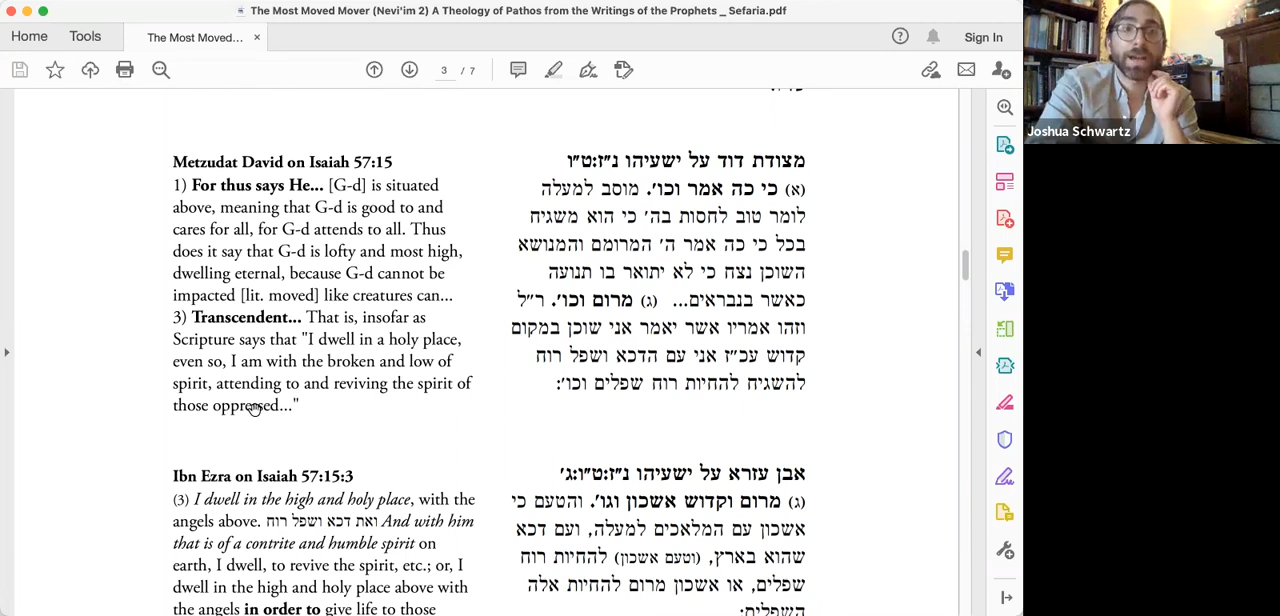 The Most Moved Mover (Nevi'im 2) A Theology of Pathos from the Writings of the Prophets _ Sefaria.pdf
Home Tools The Most Moved... × Sign In
3 / 7
Joshua Schwartz
Metzudat David on Isaiah 57:15
1) For thus says He... [G-d] is situated
above, meaning that G-d is good to and
cares for all, for G-d attends to all. Thus
does it say that G-d is lofty and most high,
dwelling eternal, because G-d cannot be
impacted [lit. moved] like creatures can...
3) Transcendent... That is, insofar as
Scripture says that "I dwell in a holy place,
even so, I am with the broken and low of
spirit, attending to and reviving the spirit of
those oppressed..."
מצודת דוד על ישעיהו נ״ז:ט״ו
(א) כי כה אמר וכו׳. מוסב למעלה
לומר טוב לחסות בה׳ כי הוא משגיח
בכל כי כה אמר ה׳ המרומם והמנושא
השוכן נצח כי לא יתואר בו תנועה
כאשר בנבראים... (ג) מרום וכו׳. ר״ל
וזהו אמריו אשר יאמר אני שוכן במקום
קדוש עכ״ז אני עם הדכא ושפל רוח
להשגיח להחיות רוח שפלים וכו׳:
Ibn Ezra on Isaiah 57:15:3
(3) I dwell in the high and holy place, with the
angels above. ואת דכא ושפל רוח And with him
that is of a contrite and humble spirit on
earth, I dwell, to revive the spirit, etc.; or, I
dwell in the high and holy place above with
the angels in order to give life to those
אבן עזרא על ישעיהו נ״ז:ט״ו:ג׳
(ג) מרום וקדוש אשכון וגו׳. והטעם כי
אשכון עם המלאכים למעלה, ועם דכא
שהוא בארץ, (וטעם אשכון) להחיות רוח
שפלים, או אשכון מרום להחיות אלה
השפלים: